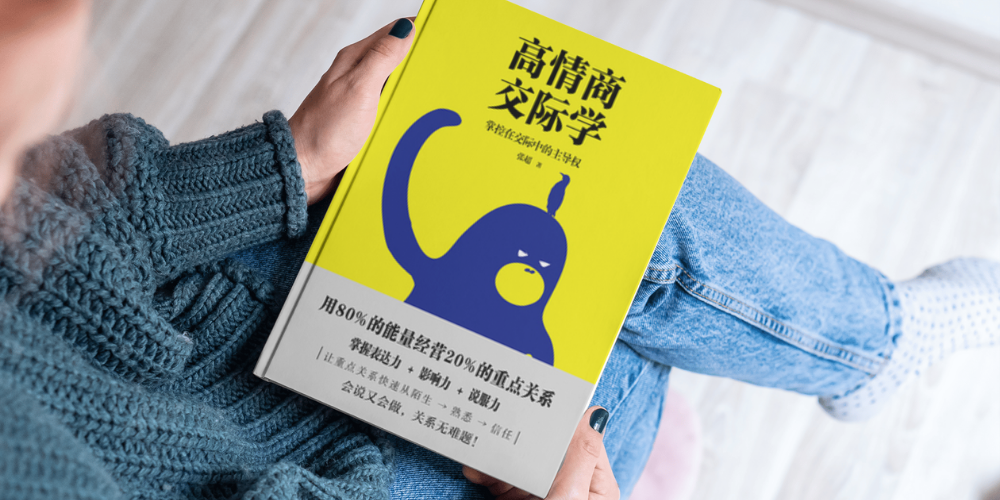 高情商
交际学
掌控在交际中的主导权
张超 著
用80%的能量经营20%的重点关系
掌握表达力 + 影响力 + 说服力
|让重点关系快速从陌生 → 熟悉 → 信任|
会说又会做，关系无难题！